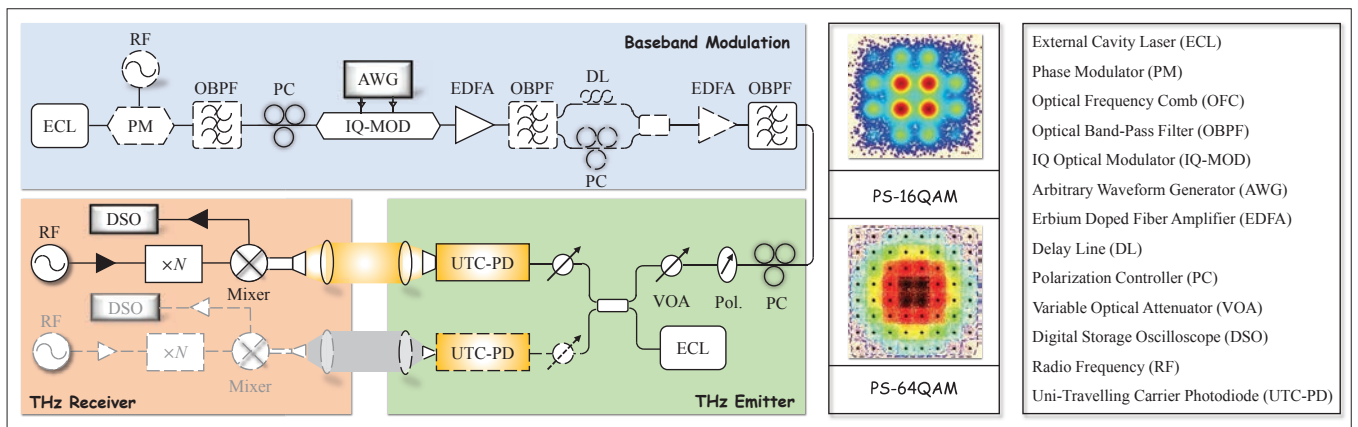 Baseband Modulation
RF
OBPF
PC
AWG
EDFA
OBPF
DL
EDFA
OBPF
ECL
PM
IQ-MOD
PC
DSO
RF
×N
Mixer
UTC-PD
VOA
Pol.
PC
DSO
RF
×N
Mixer
UTC-PD
ECL
THz Receiver
THz Emitter
PS-16QAM
PS-64QAM
External Cavity Laser (ECL)
Phase Modulator (PM)
Optical Frequency Comb (OFC)
Optical Band-Pass Filter (OBPF)
IQ Optical Modulator (IQ-MOD)
Arbitrary Waveform Generator (AWG)
Erbium Doped Fiber Amplifier (EDFA)
Delay Line (DL)
Polarization Controller (PC)
Variable Optical Attenuator (VOA)
Digital Storage Oscilloscope (DSO)
Radio Frequency (RF)
Uni-Travelling Carrier Photodiode (UTC-PD)